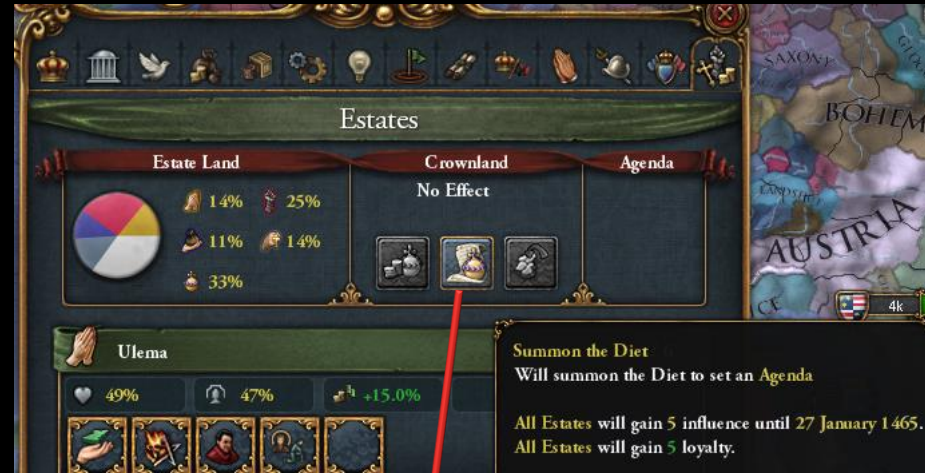 SAXONY
BOHEM
LANDSHUT
AUSTRIA
Estates
Estate Land
Crownland
Agenda
14%
25%
No Effect
11%
14%
33%
4k
Ulema
49%
47%
+15.0%
Summon the Diet
Will summon the Diet to set an Agenda
All Estates will gain 5 influence until 27 January 1465.
All Estates will gain 5 loyalty.